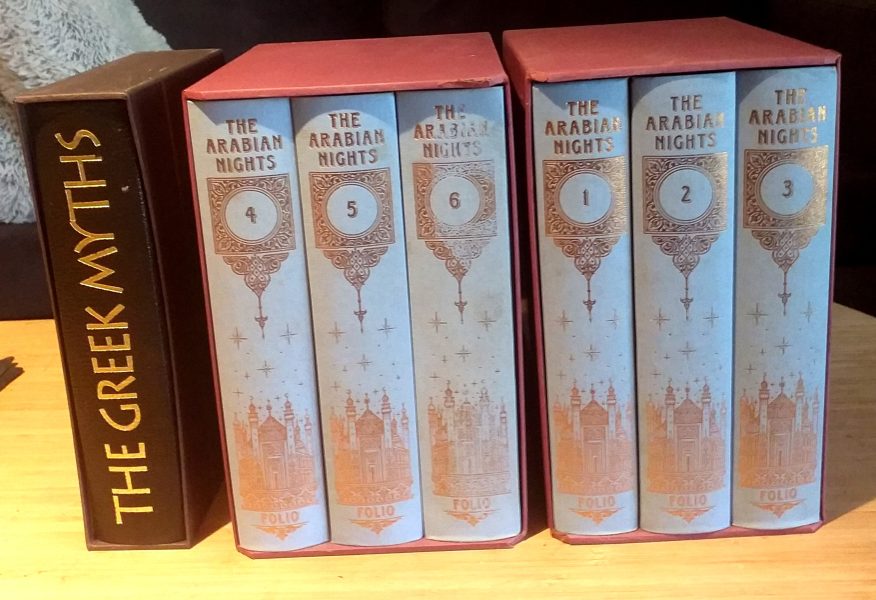 THE GREEK MYTHS
THE
ARABIAN
NIGHTS
4
FOLIO
THE
ARABIAN
NIGHTS
5
FOLIO
THE
ARABIAN
NIGHTS
6
FOLIO
THE
ARABIAN
NIGHTS
1
FOLIO
THE
ARABIAN
NIGHTS
2
FOLIO
THE
ARABIAN
NIGHTS
3
FOLIO